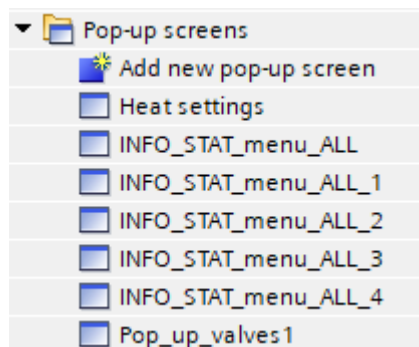 Pop-up screens
Add new pop-up screen
Heat settings
INFO_STAT_menu_ALL
INFO_STAT_menu_ALL_1
INFO_STAT_menu_ALL_2
INFO_STAT_menu_ALL_3
INFO_STAT_menu_ALL_4
Pop_up_valves1